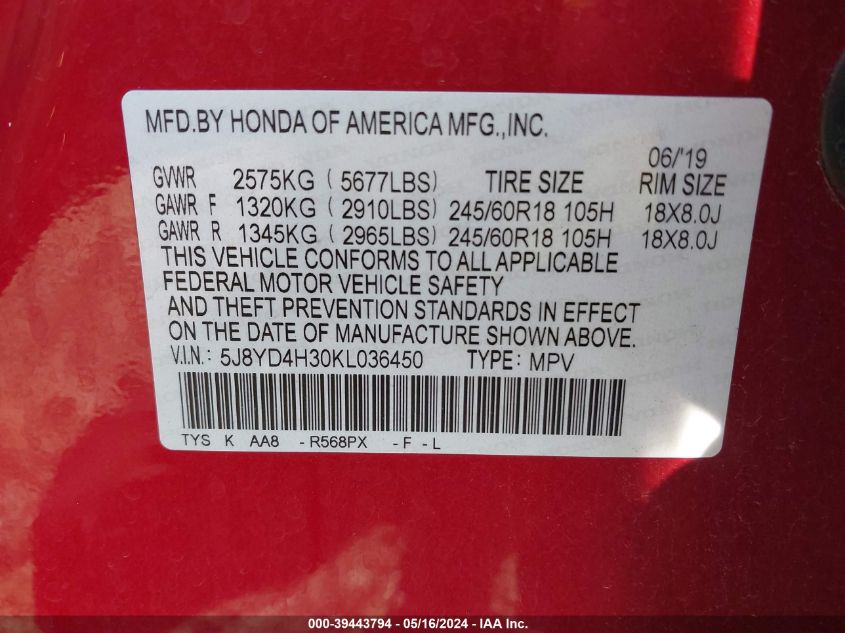 MFD.BY HONDA OF AMERICA MFG.,INC.
06/'19
GVWR 2575KG ( 5677LBS) TIRE SIZE RIM SIZE
GAWR F 1320KG ( 2910LBS) 245/60R18 105H 18X8.0J
GAWR R 1345KG ( 2965LBS) 245/60R18 105H 18X8.0J
THIS VEHICLE CONFORMS TO ALL APPLICABLE
FEDERAL MOTOR VEHICLE SAFETY
AND THEFT PREVENTION STANDARDS IN EFFECT
ON THE DATE OF MANUFACTURE SHOWN ABOVE.
V.I.N.: 5J8YD4H30KL036450 TYPE: MPV
TYS K AA8 -R568PX -F -L
000-39443794 - 05/16/2024 - IAA Inc.